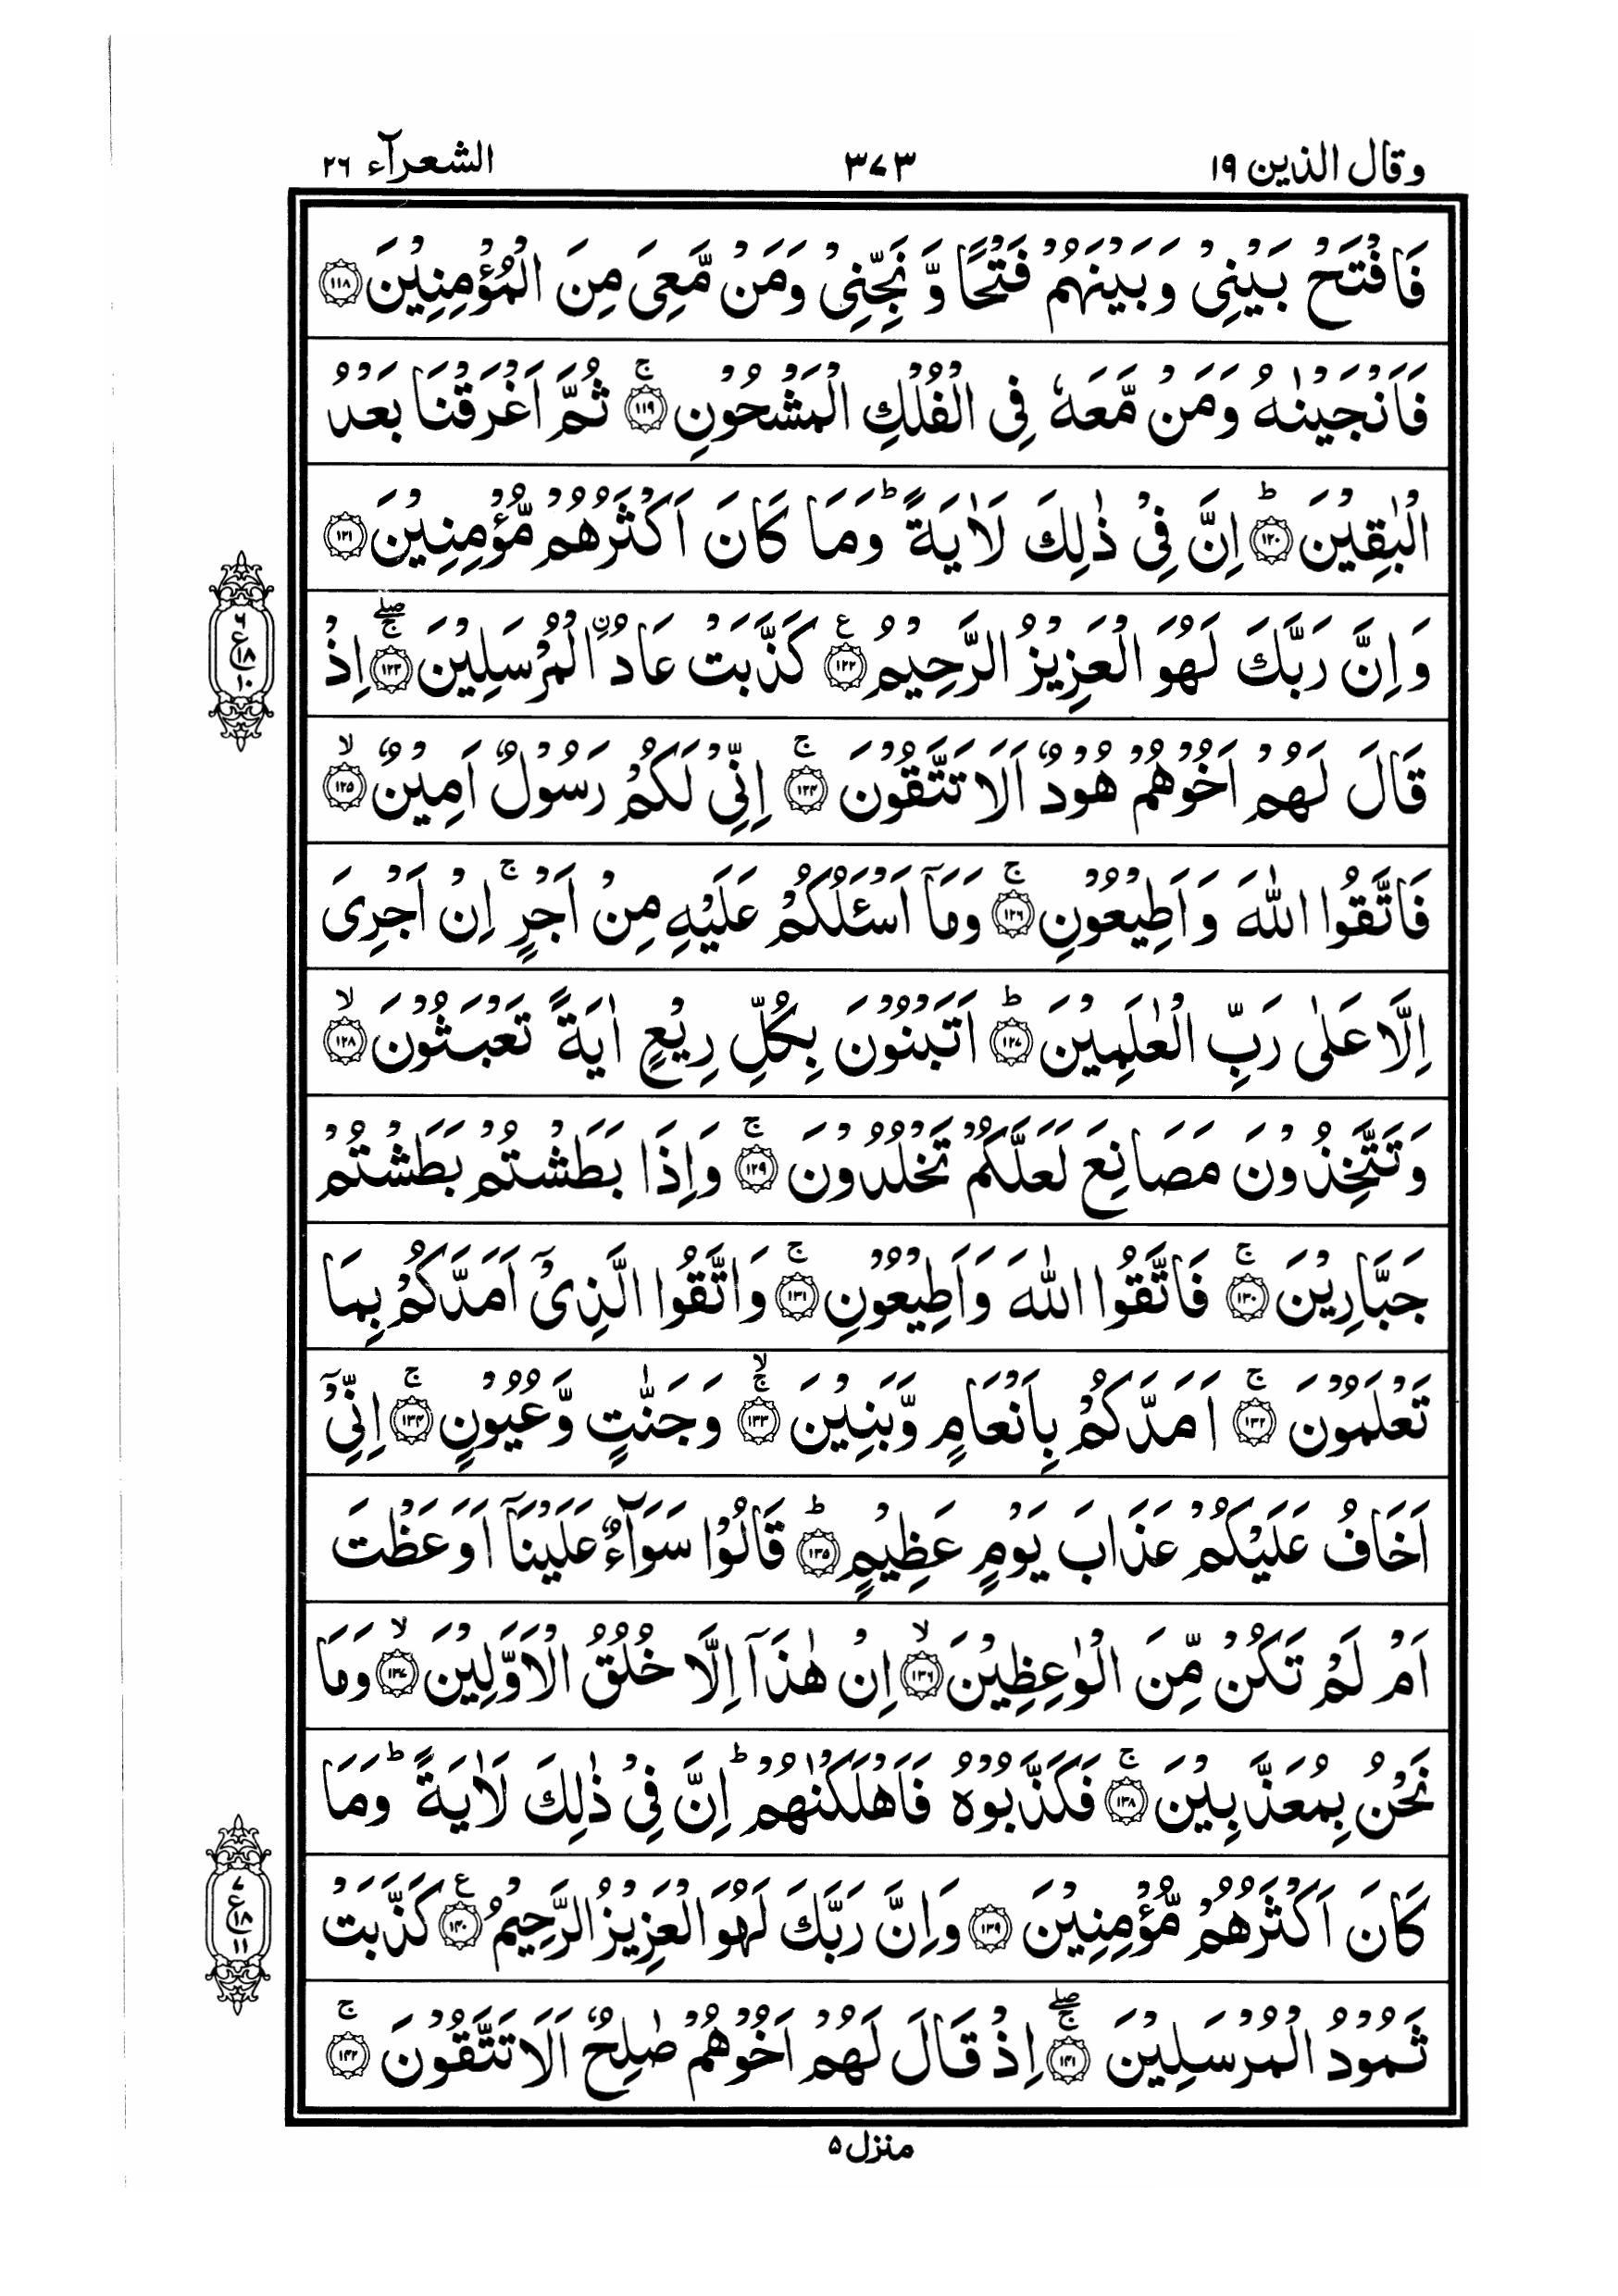 وقال الذين ١٩
٣٧٣
الشعرآء ٢٦
فَافْتَحْ بَيْنِيْ وَبَيْنَهُمْ فَتْحًا وَّ نَجِّنِيْ وَمَنْ مَّعِيَ مِنَ الْمُؤْمِنِيْنَ ﴿١١٨﴾
فَاَنْجَيْنٰهُ وَمَنْ مَّعَهٗ فِى الْفُلْكِ الْمَشْحُوْنِ ﴿١١٩﴾ۚ ثُمَّ اَغْرَقْنَا بَعْدُ
الْبٰقِيْنَ ﴿١٢٠﴾ؕ اِنَّ فِيْ ذٰلِكَ لَاٰيَةً ؕ وَمَا كَانَ اَكْثَرُهُمْ مُّؤْمِنِيْنَ ﴿١٢١﴾
وَاِنَّ رَبَّكَ لَهُوَ الْعَزِيْزُ الرَّحِيْمُ ﴿١٢٢﴾ع كَذَّبَتْ عَادُ اۨلْمُرْسَلِيْنَ ﴿١٢٣﴾ۚۖ اِذْ
قَالَ لَهُمْ اَخُوْهُمْ هُوْدٌ اَلَا تَتَّقُوْنَ ﴿١٢٤﴾ۚ اِنِّيْ لَكُمْ رَسُوْلٌ اَمِيْنٌ ﴿١٢٥﴾ۙ
فَاتَّقُوا اللّٰهَ وَاَطِيْعُوْنِ ﴿١٢٦﴾ۚ وَمَآ اَسْـَٔلُكُمْ عَلَيْهِ مِنْ اَجْرٍ ۚ اِنْ اَجْرِيَ
اِلَّا عَلٰى رَبِّ الْعٰلَمِيْنَ ﴿١٢٧﴾ؕ اَتَبْنُوْنَ بِكُلِّ رِيْعٍ اٰيَةً تَعْبَثُوْنَ ﴿١٢٨﴾ۙ
وَتَتَّخِذُوْنَ مَصَانِعَ لَعَلَّكُمْ تَخْلُدُوْنَ ﴿١٢٩﴾ۚ وَاِذَا بَطَشْتُمْ بَطَشْتُمْ
جَبَّارِيْنَ ﴿١٣٠﴾ۚ فَاتَّقُوا اللّٰهَ وَاَطِيْعُوْنِ ﴿١٣١﴾ۚ وَاتَّقُوا الَّذِيْٓ اَمَدَّكُمْ بِمَا
تَعْلَمُوْنَ ﴿١٣٢﴾ۚ اَمَدَّكُمْ بِاَنْعَامٍ وَّبَنِيْنَ ﴿١٣٣﴾ۚۙ وَجَنّٰتٍ وَّعُيُوْنٍ ﴿١٣٤﴾ۚ اِنِّيْٓ
اَخَافُ عَلَيْكُمْ عَذَابَ يَوْمٍ عَظِيْمٍ ﴿١٣٥﴾ؕ قَالُوْا سَوَآءٌ عَلَيْنَآ اَوَعَظْتَ
اَمْ لَمْ تَكُنْ مِّنَ الْوٰعِظِيْنَ ﴿١٣٦﴾ۙ اِنْ هٰذَآ اِلَّا خُلُقُ الْاَوَّلِيْنَ ﴿١٣٧﴾ۙ وَمَا
نَحْنُ بِمُعَذَّبِيْنَ ﴿١٣٨﴾ۚ فَكَذَّبُوْهُ فَاَهْلَكْنٰهُمْ ؕ اِنَّ فِيْ ذٰلِكَ لَاٰيَةً ؕ وَمَا
كَانَ اَكْثَرُهُمْ مُّؤْمِنِيْنَ ﴿١٣٩﴾ وَاِنَّ رَبَّكَ لَهُوَ الْعَزِيْزُ الرَّحِيْمُ ﴿١٤٠﴾ع كَذَّبَتْ
ثَمُوْدُ الْمُرْسَلِيْنَ ﴿١٤١﴾ۚۖ اِذْ قَالَ لَهُمْ اَخُوْهُمْ صٰلِحٌ اَلَا تَتَّقُوْنَ ﴿١٤٢﴾ۚ
٦
ع ١٨
١٠
٧
ع ١٨
١١
منزل ٥